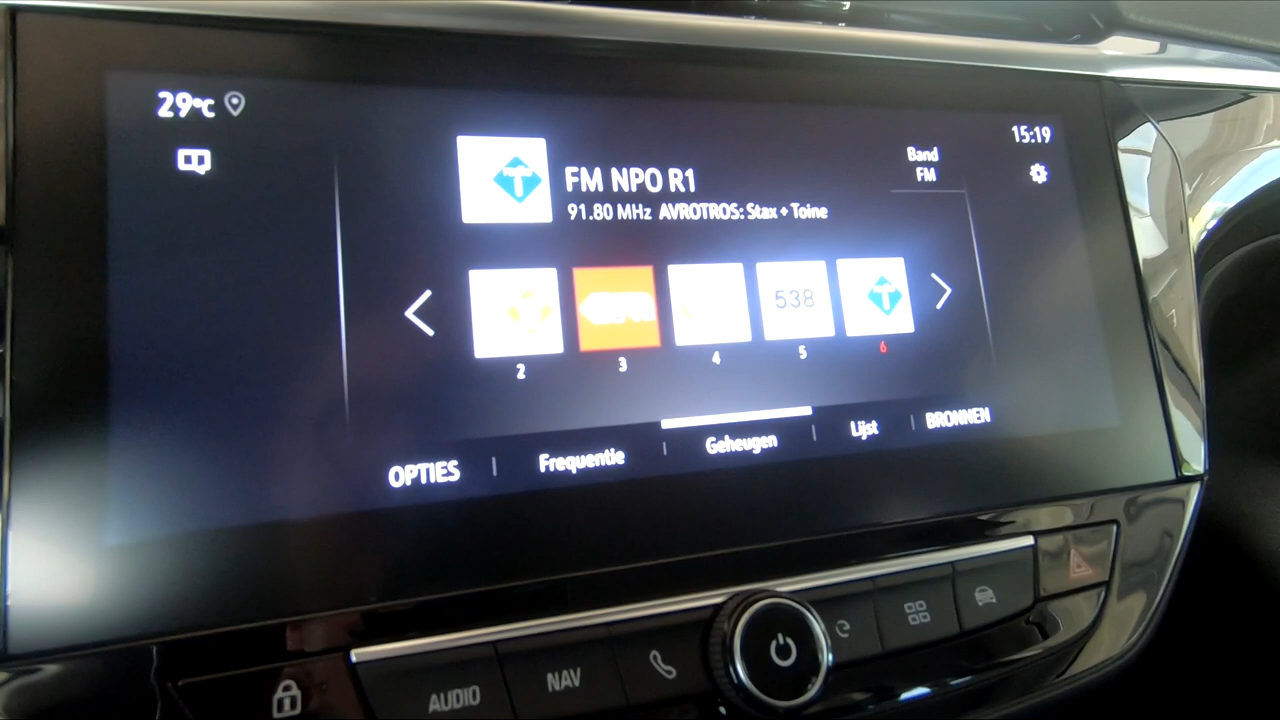 29°C
15:19
FM NPO R1
91.80 MHz AVROTROS: Stax + Toine
Band
FM
538
2
3
4
5
6
OPTIES
Frequentie
Geheugen
Lijst
BRONNEN
AUDIO
NAV